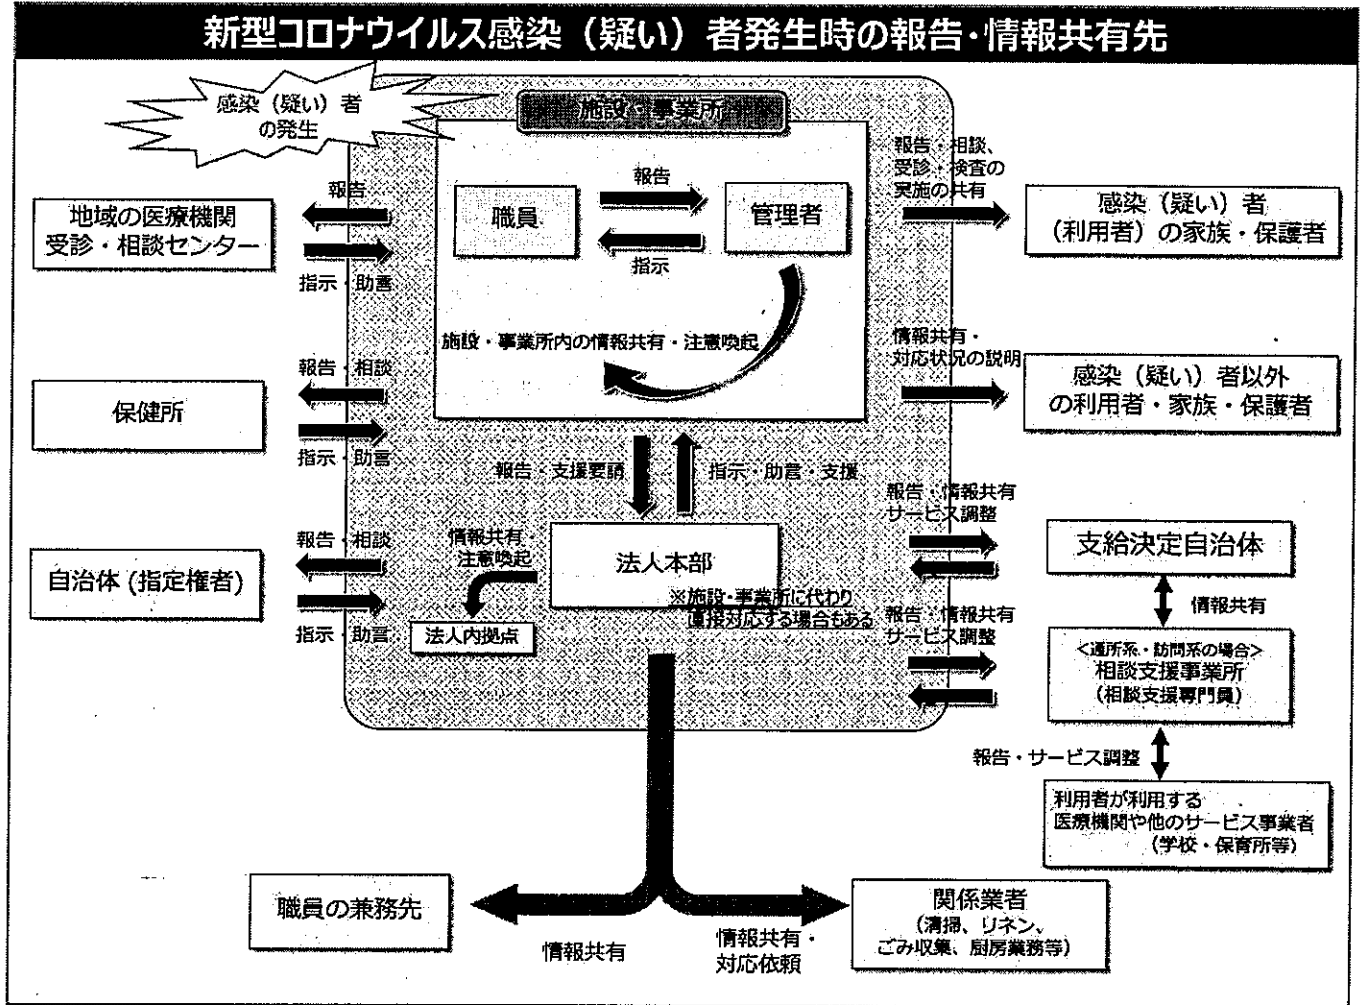 新型コロナウイルス感染（疑い）者発生時の報告・情報共有先
感染（疑い）者
の発生
施設・事業所
職員
報告
管理者
指示
施設・事業所内の情報共有・注意喚起
報告
地域の医療機関
受診・相談センター
指示・助言
報告・相談
保健所
指示・助言
報告・相談
自治体 (指定権者)
指示・助言
報告・相談、
受診・検査の
実施の共有
感染（疑い）者
（利用者）の家族・保護者
情報共有・
対応状況の説明
感染（疑い）者以外
の利用者・家族・保護者
報告・支援要請
指示・助言・支援
法人本部
※施設・事業所に代わり
直接対応する場合もある
情報共有・
注意喚起
法人内拠点
報告・情報共有
サービス調整
支給決定自治体
情報共有
報告・情報共有
サービス調整
<通所系・訪問系の場合>
相談支援事業所
（相談支援専門員）
報告・サービス調整
利用者が利用する
医療機関や他のサービス事業者
（学校・保育所等）
職員の兼務先
情報共有
情報共有・
対応依頼
関係業者
（清掃、リネン、
ごみ収集、厨房業務等）